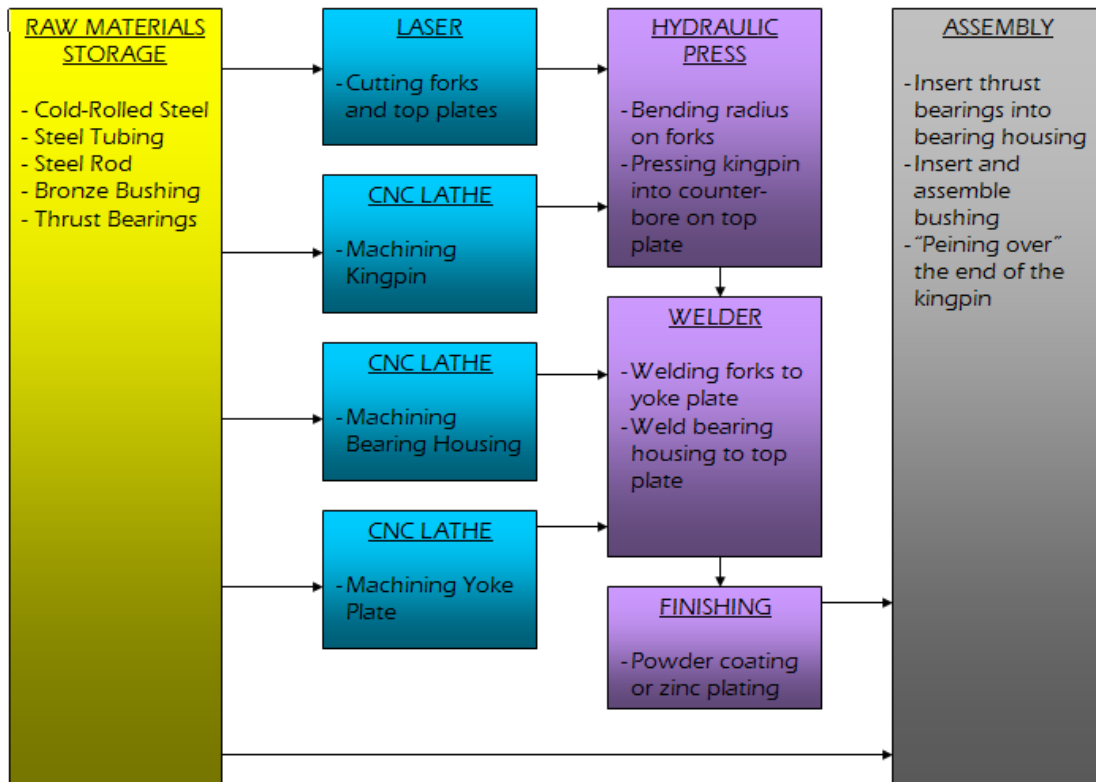 RAW MATERIALS
STORAGE
- Cold-Rolled Steel
- Steel Tubing
- Steel Rod
- Bronze Bushing
- Thrust Bearings
LASER
- Cutting forks
and top plates
CNC LATHE
- Machining
Kingpin
CNC LATHE
- Machining
Bearing Housing
CNC LATHE
- Machining Yoke
Plate
HYDRAULIC
PRESS
- Bending radius
on forks
- Pressing kingpin
into counter-
bore on top
plate
WELDER
- Welding forks to
yoke plate
- Weld bearing
housing to top
plate
FINISHING
- Powder coating
or zinc plating
ASSEMBLY
- Insert thrust
bearings into
bearing housing
- Insert and
assemble
bushing
- “Peining over”
the end of the
kingpin